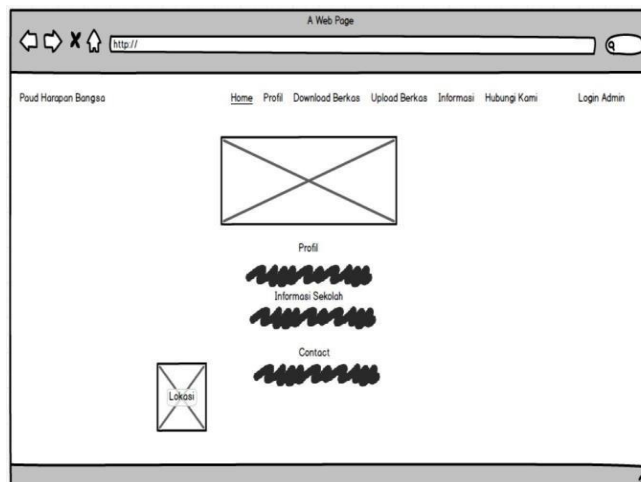 A Web Page
http://
Paud Harapan Bangsa Home Profil Download Berkas Upload Berkas Informasi Hubungi Kami Login Admin
Profil
Informasi Sekolah
Contact
Lokasi